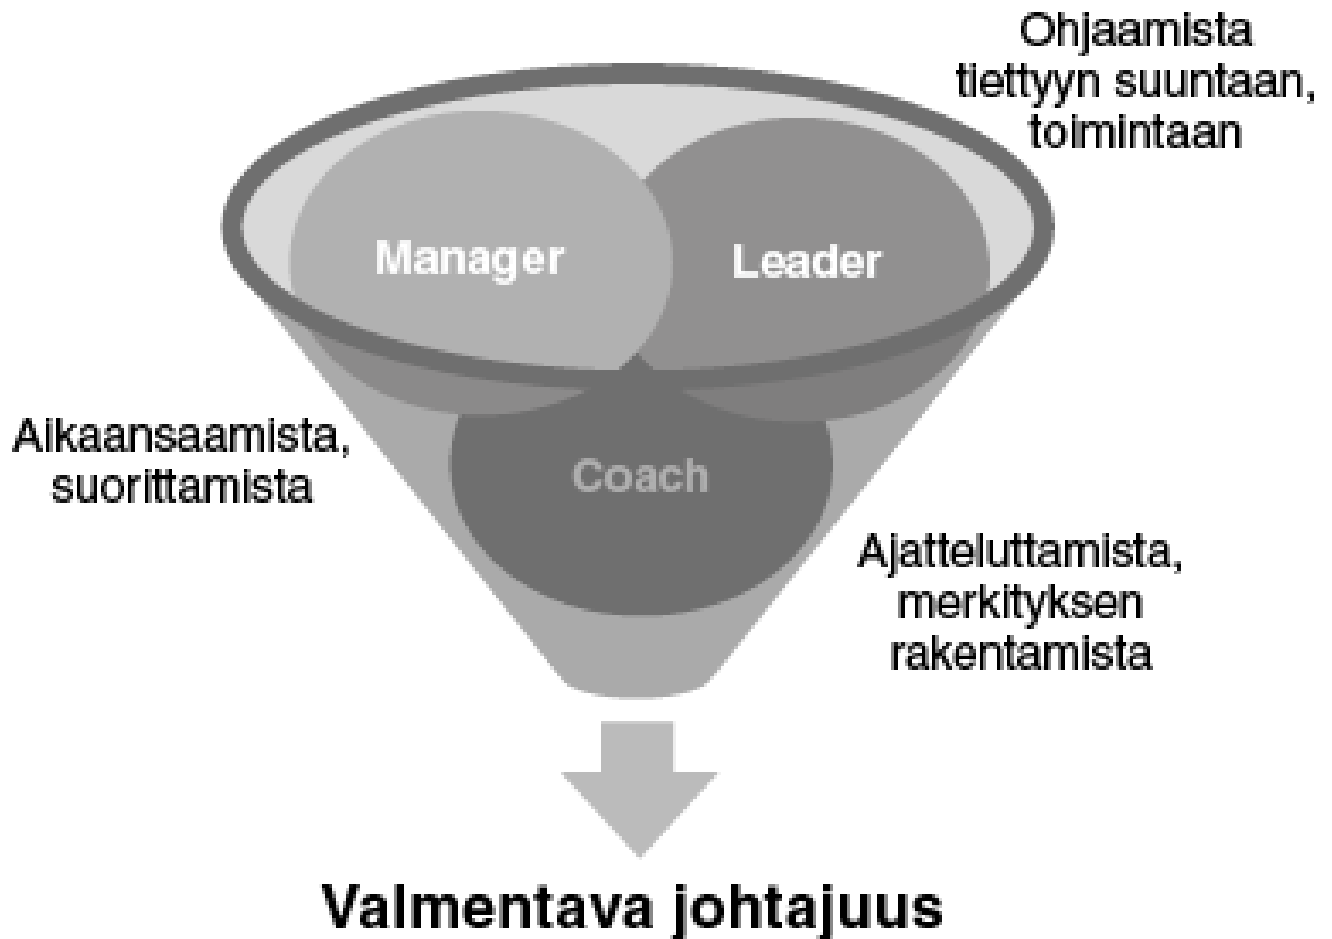 Ohjaamista
tiettyyn suuntaan,
toimintaan
Manager
Leader
Aikaansaamista,
suorittamista
Coach
Ajatteluttamista,
merkityksen
rakentamista
Valmentava johtajuus